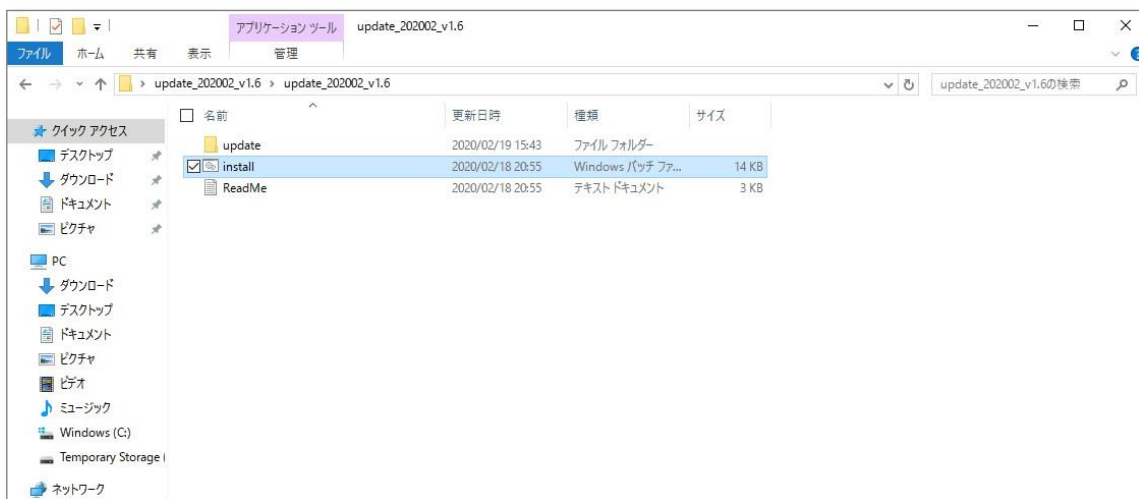 アプリケーション ツール update_202002_v1.6
ファイル ホーム 共有 表示 管理
update_202002_v1.6 › update_202002_v1.6 update_202002_v1.6の検索
名前 更新日時 種類 サイズ
update 2020/02/19 15:43 ファイル フォルダー
install 2020/02/18 20:55 Windows バッチ ファ... 14 KB
ReadMe 2020/02/18 20:55 テキスト ドキュメント 3 KB
クイック アクセス
デスクトップ
ダウンロード
ドキュメント
ピクチャ
PC
ダウンロード
デスクトップ
ドキュメント
ピクチャ
ビデオ
ミュージック
Windows (C:)
Temporary Storage
ネットワーク